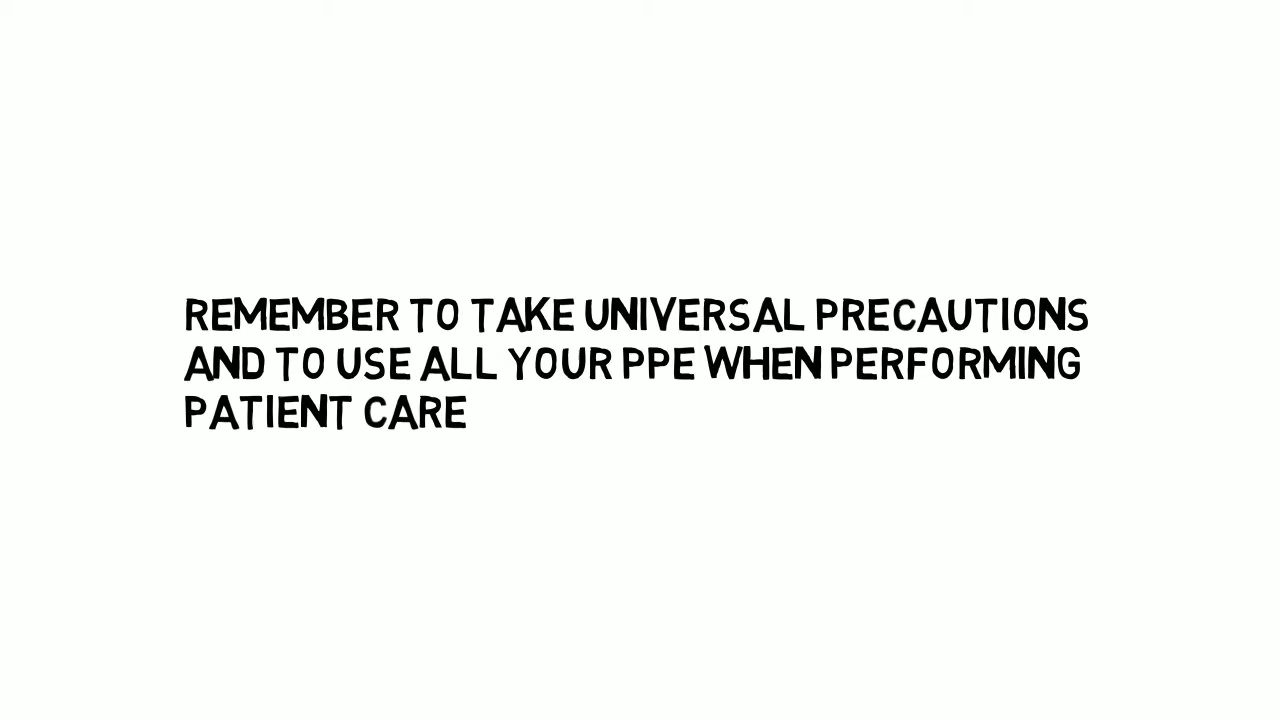 REMEMBER TO TAKE UNIVERSAL PRECAUTIONS
AND TO USE ALL YOUR PPE WHEN PERFORMING
PATIENT CARE